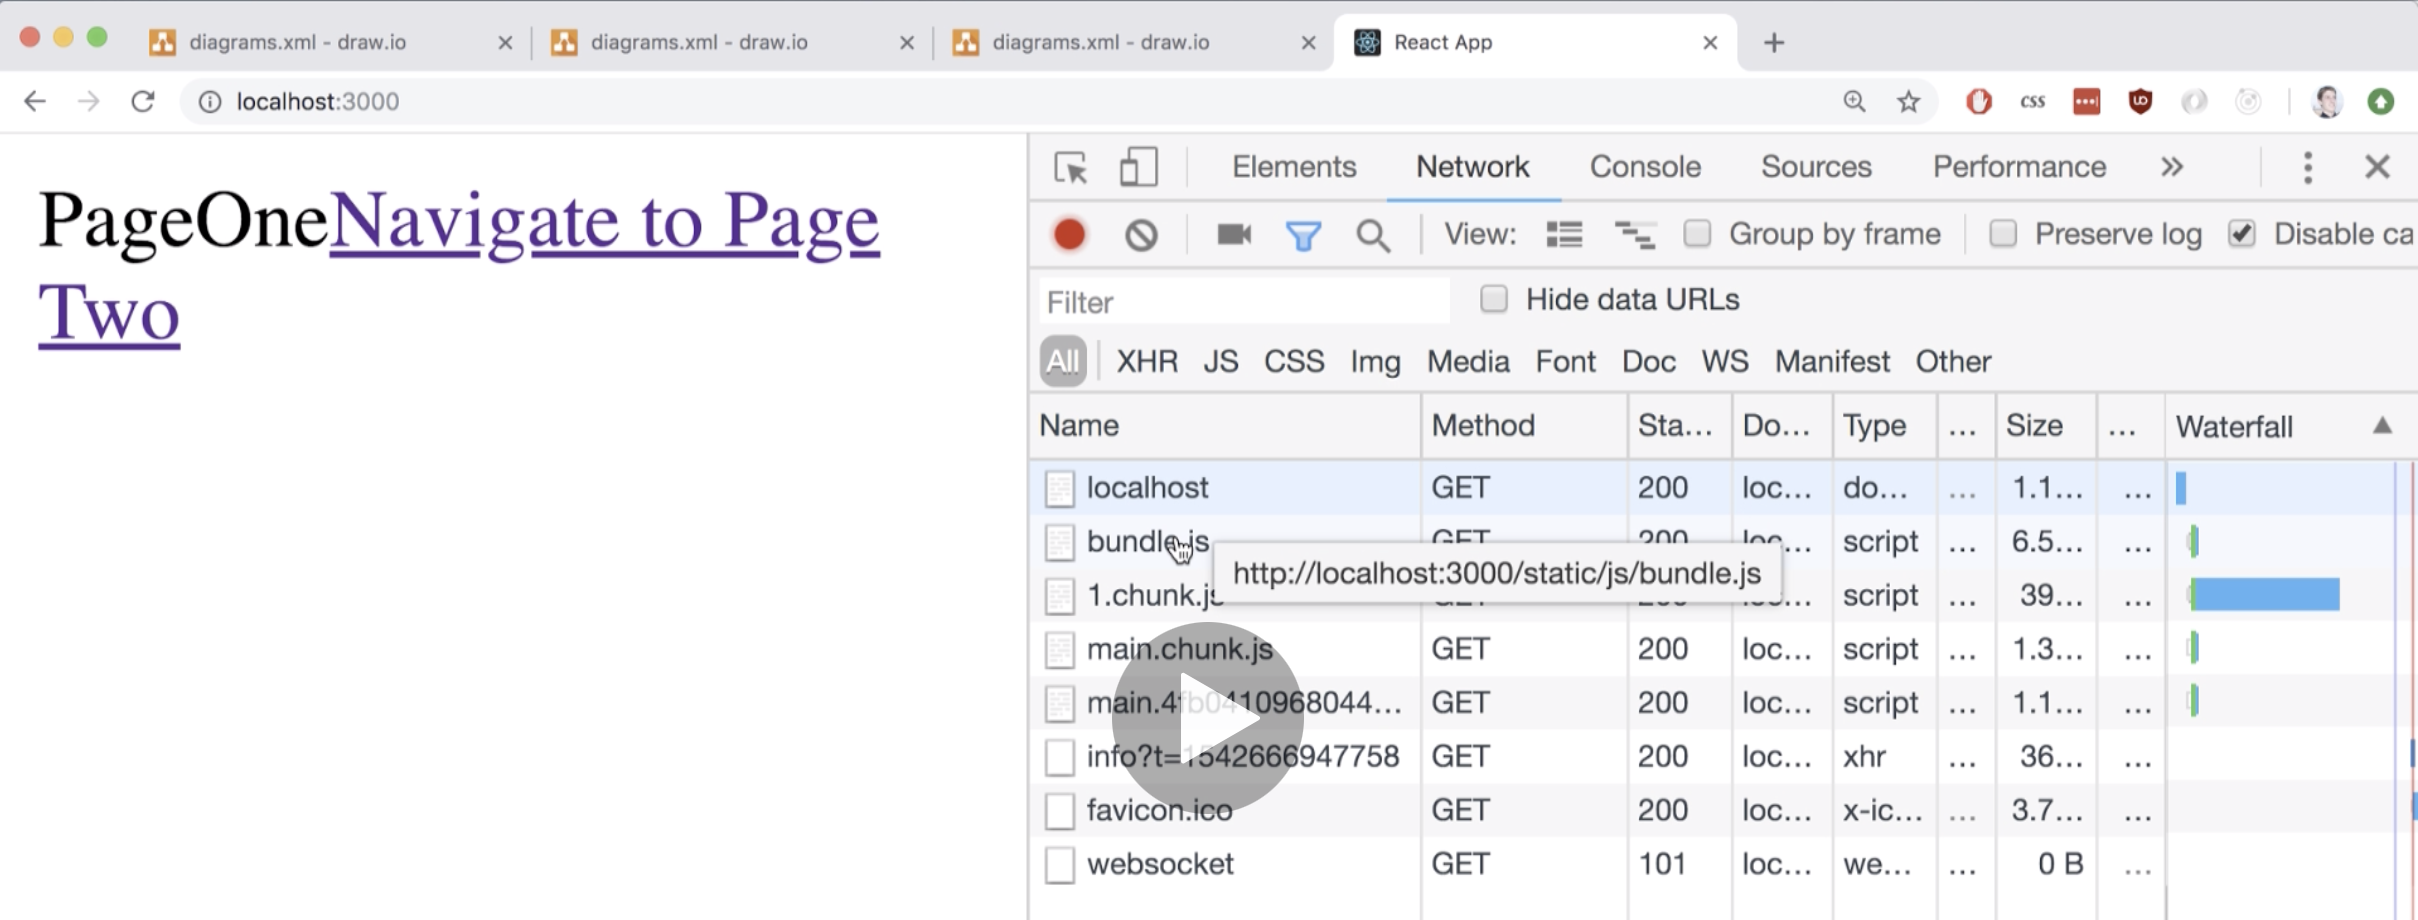 diagrams.xml - draw.io
diagrams.xml - draw.io
diagrams.xml - draw.io
React App
localhost:3000
css
PageOneNavigate to Page
Two
Elements Network Console Sources Performance »
View: Group by frame Preserve log Disable ca
Filter Hide data URLs
All XHR JS CSS Img Media Font Doc WS Manifest Other
Name Method Sta... Do... Type ... Size ... Waterfall
localhost GET 200 loc... do... ... 1.1... ...
bundle.js GET 200 loc... script ... 6.5... ...
http://localhost:3000/static/js/bundle.js
1.chunk.js GET 200 loc... script ... 39... ...
main.chunk.js GET 200 loc... script ... 1.3... ...
main.4fb0410968044... GET 200 loc... script ... 1.1... ...
info?t=1542666947758 GET 200 loc... xhr ... 36... ...
favicon.ico GET 200 loc... x-ic... ... 3.7... ...
websocket GET 101 loc... we... ... 0 B ...